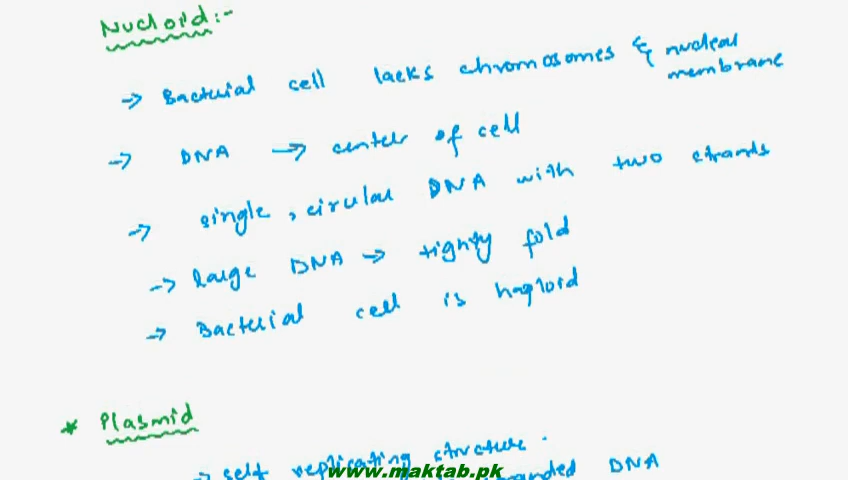 Nucloid:-
→ Bacterial cell lacks chromosomes & nuclear membrane
→ DNA → center of cell
→ single, cirular DNA with two strands
→ large DNA → tighty fold
→ Bacterial cell is haploid
* Plasmid
→ self replicating structure.
www.maktab.pk
DNA